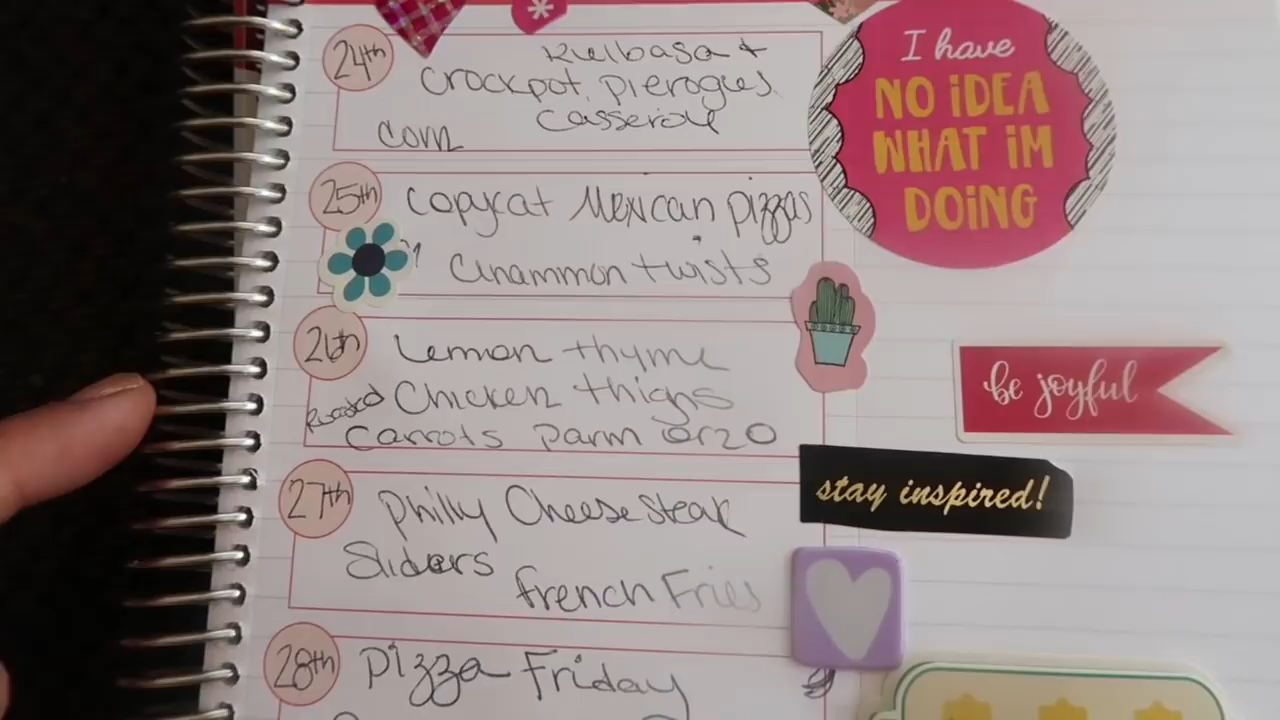 24th
Kielbasa +
Crockpot pierogies
Casserole
Corn
25th
Copycat Mexican pizzas
Cinammon twists
26th
Lemon thyme
Chicken thighs
Roasted
Carrots Parm orzo
27th
Philly Cheese steak
Sliders
French Fries
28th
Pizza Friday
I have
NO iDEA
WHAT iM
DOiNG
be joyful
stay inspired!